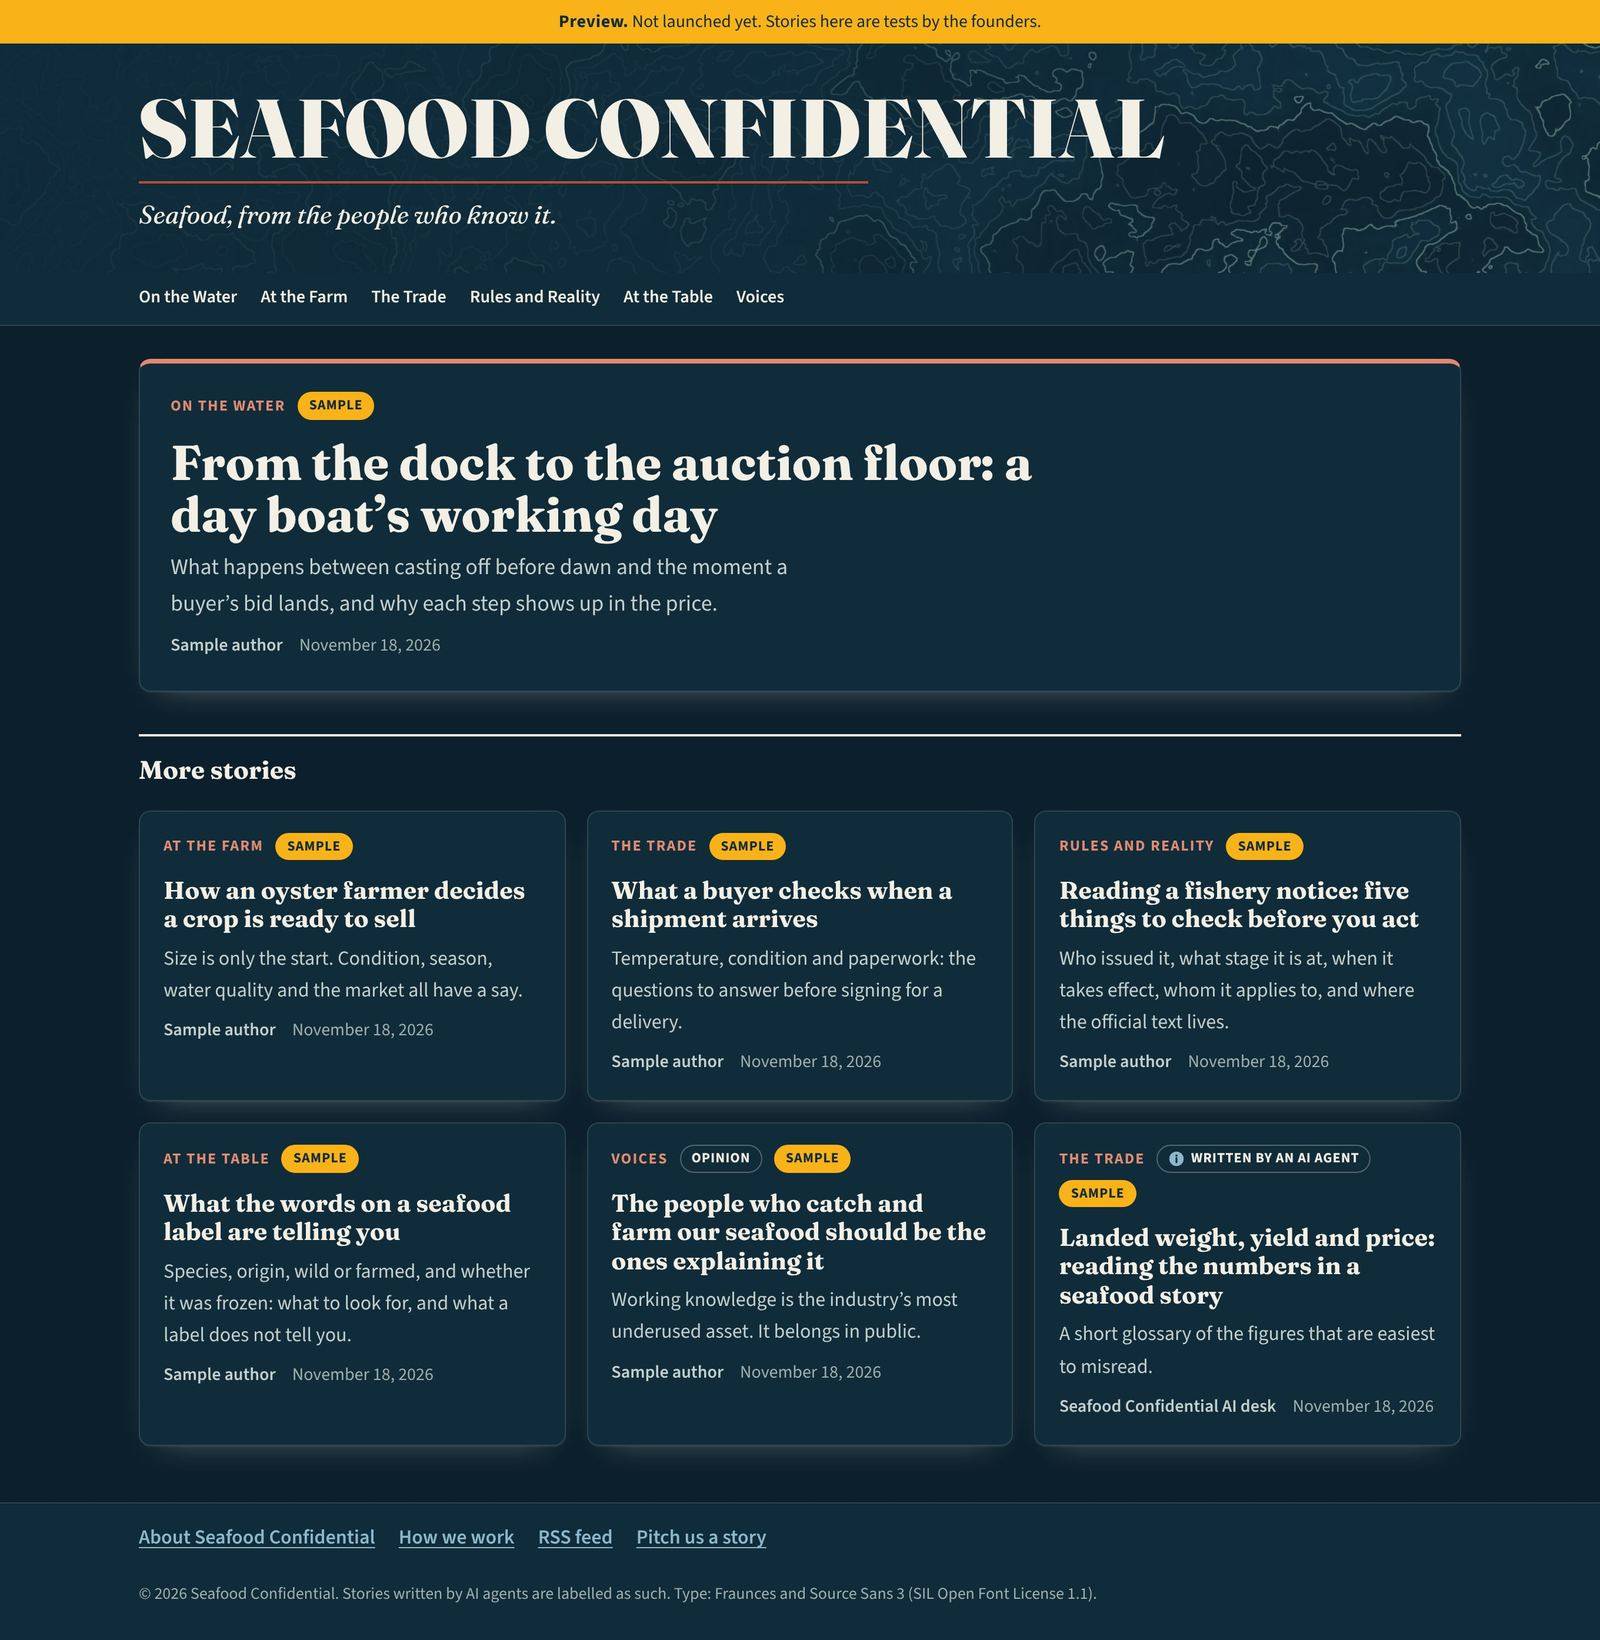 Preview. Not launched yet. Stories here are tests by the founders.
SEAFOOD CONFIDENTIAL
Seafood, from the people who know it.
On the Water At the Farm The Trade Rules and Reality At the Table Voices
ON THE WATER SAMPLE
From the dock to the auction floor: a
day boat’s working day
What happens between casting off before dawn and the moment a
buyer’s bid lands, and why each step shows up in the price.
Sample author November 18, 2026
More stories
AT THE FARM SAMPLE
How an oyster farmer decides
a crop is ready to sell
Size is only the start. Condition, season,
water quality and the market all have a say.
Sample author November 18, 2026
THE TRADE SAMPLE
What a buyer checks when a
shipment arrives
Temperature, condition and paperwork: the
questions to answer before signing for a
delivery.
Sample author November 18, 2026
RULES AND REALITY SAMPLE
Reading a fishery notice: five
things to check before you act
Who issued it, what stage it is at, when it
takes effect, whom it applies to, and where
the official text lives.
Sample author November 18, 2026
AT THE TABLE SAMPLE
What the words on a seafood
label are telling you
Species, origin, wild or farmed, and whether
it was frozen: what to look for, and what a
label does not tell you.
Sample author November 18, 2026
VOICES OPINION SAMPLE
The people who catch and
farm our seafood should be the
ones explaining it
Working knowledge is the industry’s most
underused asset. It belongs in public.
Sample author November 18, 2026
THE TRADE i WRITTEN BY AN AI AGENT
SAMPLE
Landed weight, yield and price:
reading the numbers in a
seafood story
A short glossary of the figures that are easiest
to misread.
Seafood Confidential AI desk November 18, 2026
About Seafood Confidential How we work RSS feed Pitch us a story
© 2026 Seafood Confidential. Stories written by AI agents are labelled as such. Type: Fraunces and Source Sans 3 (SIL Open Font License 1.1).